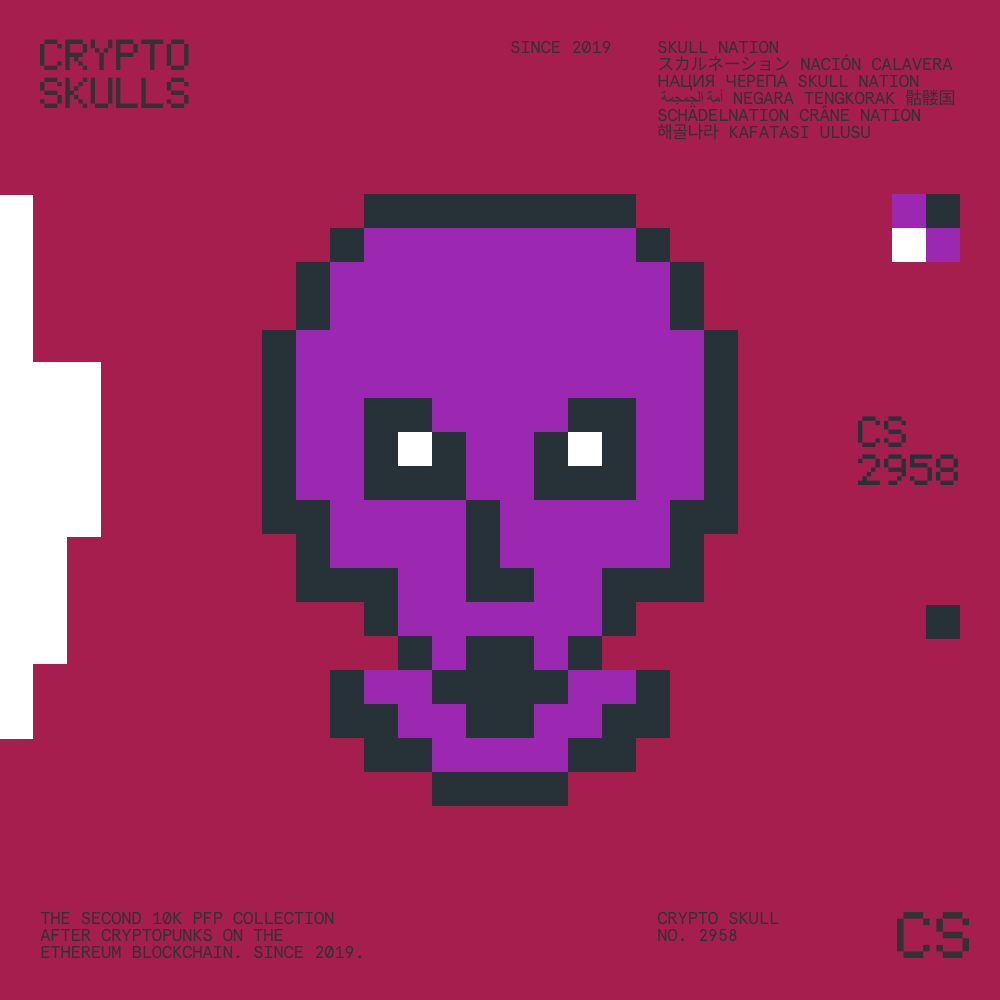 CRYPTO
SKULLS
SINCE 2019
SKULL NATION
スカルネーション NACIÓN CALAVERA
НАЦИЯ ЧЕРЕПА SKULL NATION
أمة الجمجمة NEGARA TENGKORAK 骷髅国
SCHÄDELNATION CRÂNE NATION
해골나라 KAFATASI ULUSU
CS
2958
THE SECOND 10K PFP COLLECTION
AFTER CRYPTOPUNKS ON THE
ETHEREUM BLOCKCHAIN. SINCE 2019.
CRYPTO SKULL
NO. 2958
CS